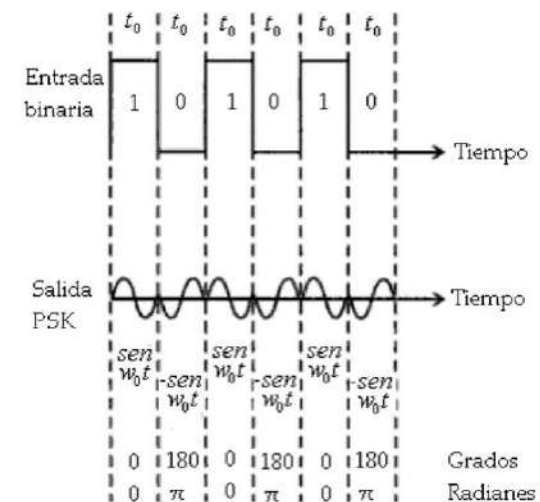 t₀ t₀ t₀ t₀ t₀ t₀
Entrada
binaria
1 0 1 0 1 0
Tiempo
Salida
PSK
Tiempo
sen w₀t -sen w₀t sen w₀t -sen w₀t sen w₀t -sen w₀t
0 180 0 180 0 180 Grados
0 π 0 π 0 π Radianes